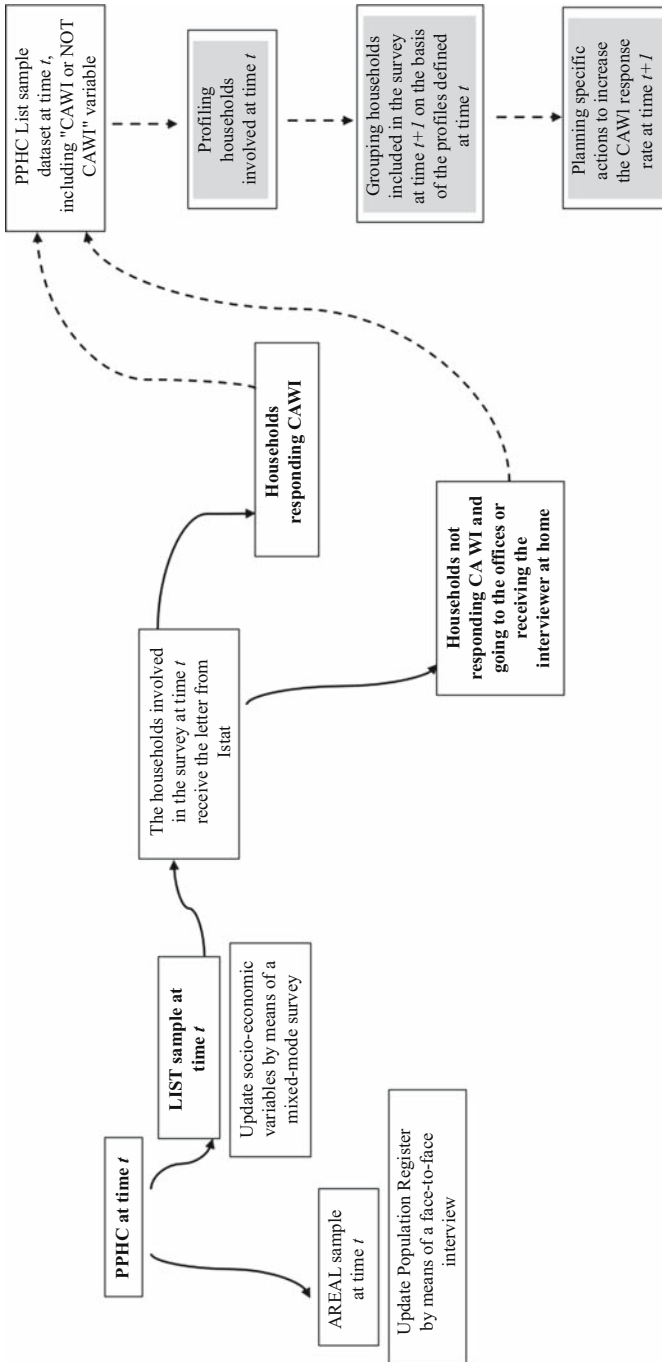 PPHC at time t
AREAL sample
at time t
Update Population Register
by means of a face-to-face
interview
LIST sample at
time t
Update socio-economic
variables by means of a
mixed-mode survey
The households involved
in the survey at time t
receive the letter from
Istat
Households
responding CAWI
Households not
responding CA WI and
going to the offices or
receiving the
interviewer at home
PPHC List sample
dataset at time t,
including "CAWI or NOT
CAWI" variable
Profiling
households
involved at time t
Grouping households
included in the survey
at time t+1 on the basis
of the profiles defined
at time t
Planning specific
actions to increase
the CAWI response
rate at time t+1